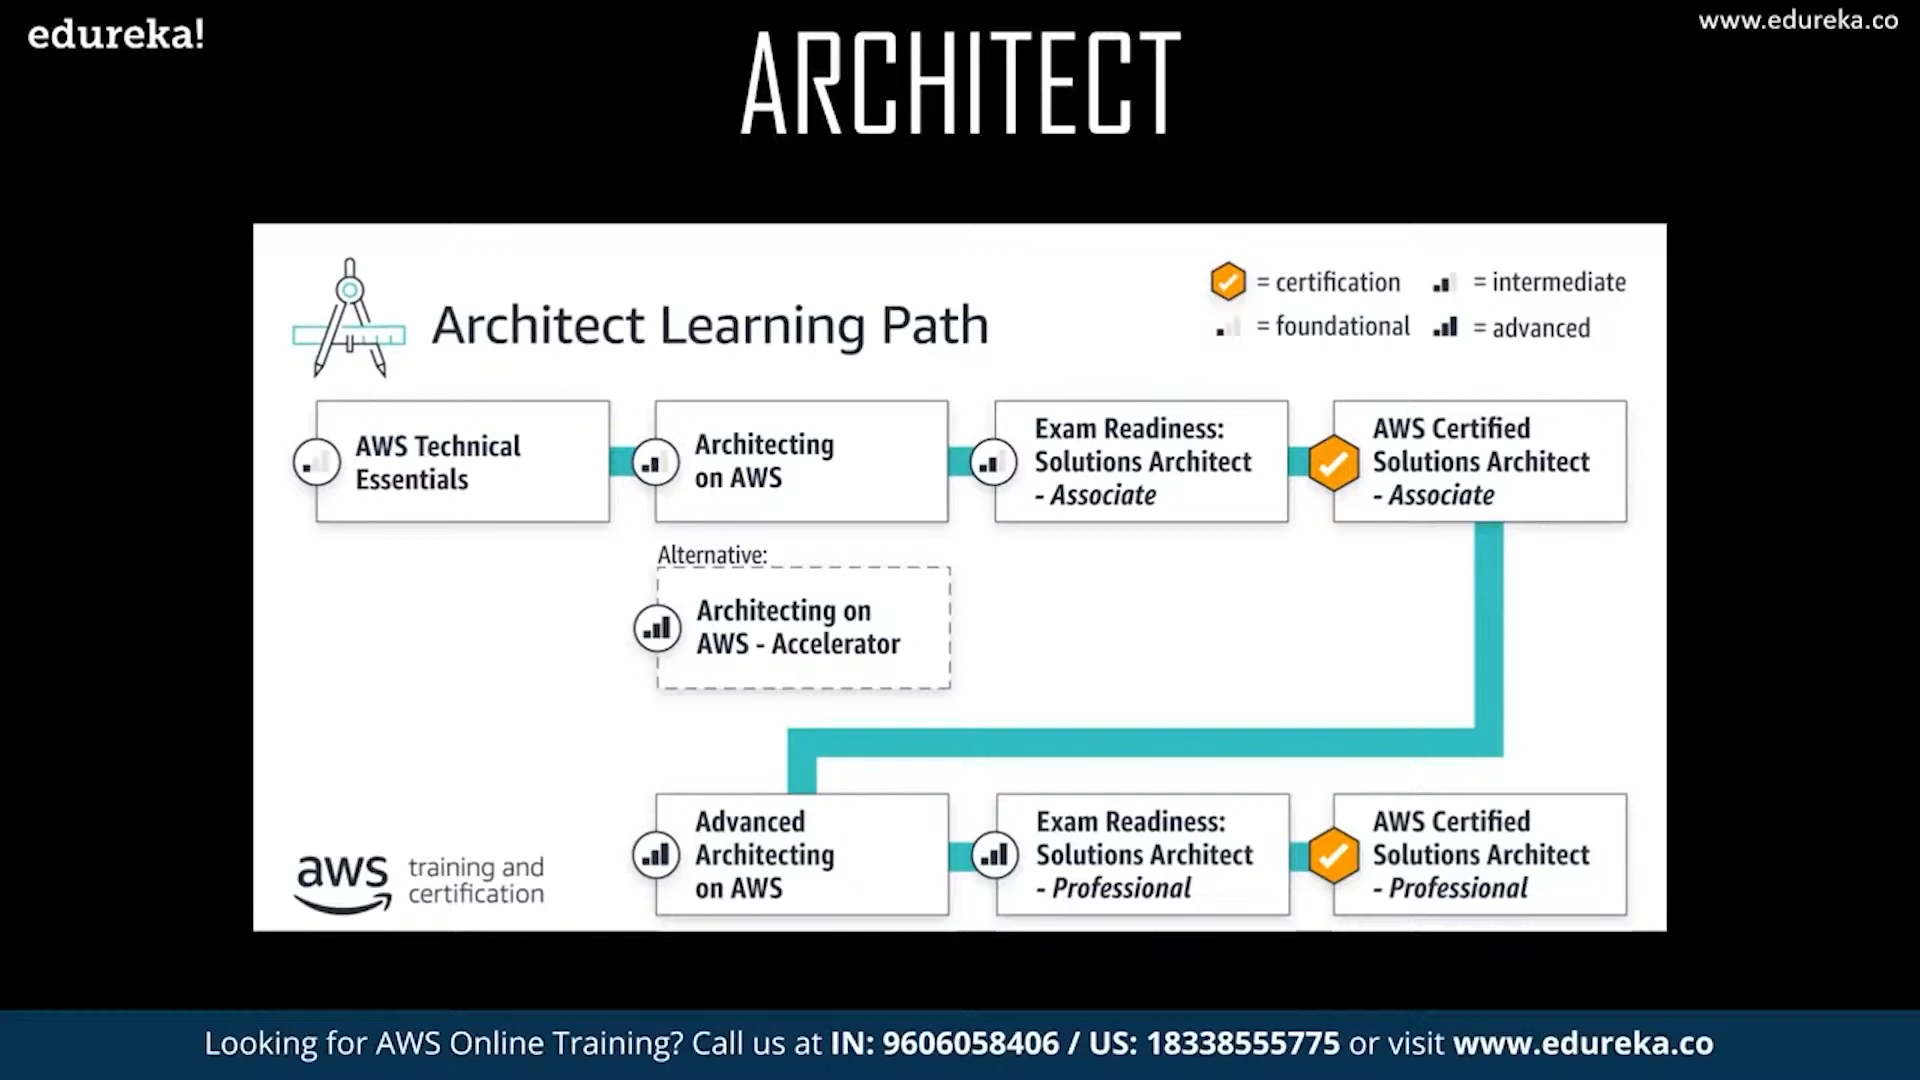 edureka!
www.edureka.co
ARCHITECT
Architect Learning Path
= certification
= intermediate
= foundational
= advanced
AWS Technical
Essentials
Architecting
on AWS
Exam Readiness:
Solutions Architect
- Associate
AWS Certified
Solutions Architect
- Associate
Alternative:
Architecting on
AWS - Accelerator
Advanced
Architecting
on AWS
Exam Readiness:
Solutions Architect
- Professional
AWS Certified
Solutions Architect
- Professional
aws training and
certification
Looking for AWS Online Training? Call us at IN: 9606058406 / US: 18338555775 or visit www.edureka.co